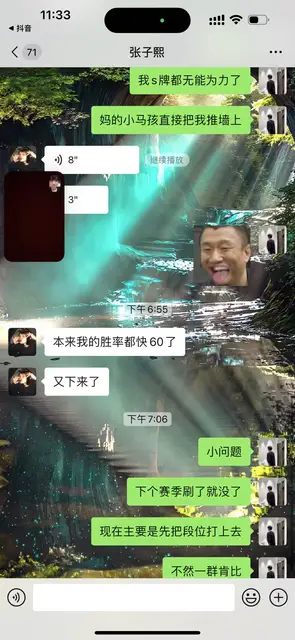 11:33
抖音
71
张子熙
我s牌都无能为力了
妈的小马孩直接把我推墙上
8"
继续播放
3"
下午6:55
本来我的胜率都快60了
又下来了
下午7:06
小问题
下个赛季刷了就没了
现在主要是先把段位打上去
不然一群肯比